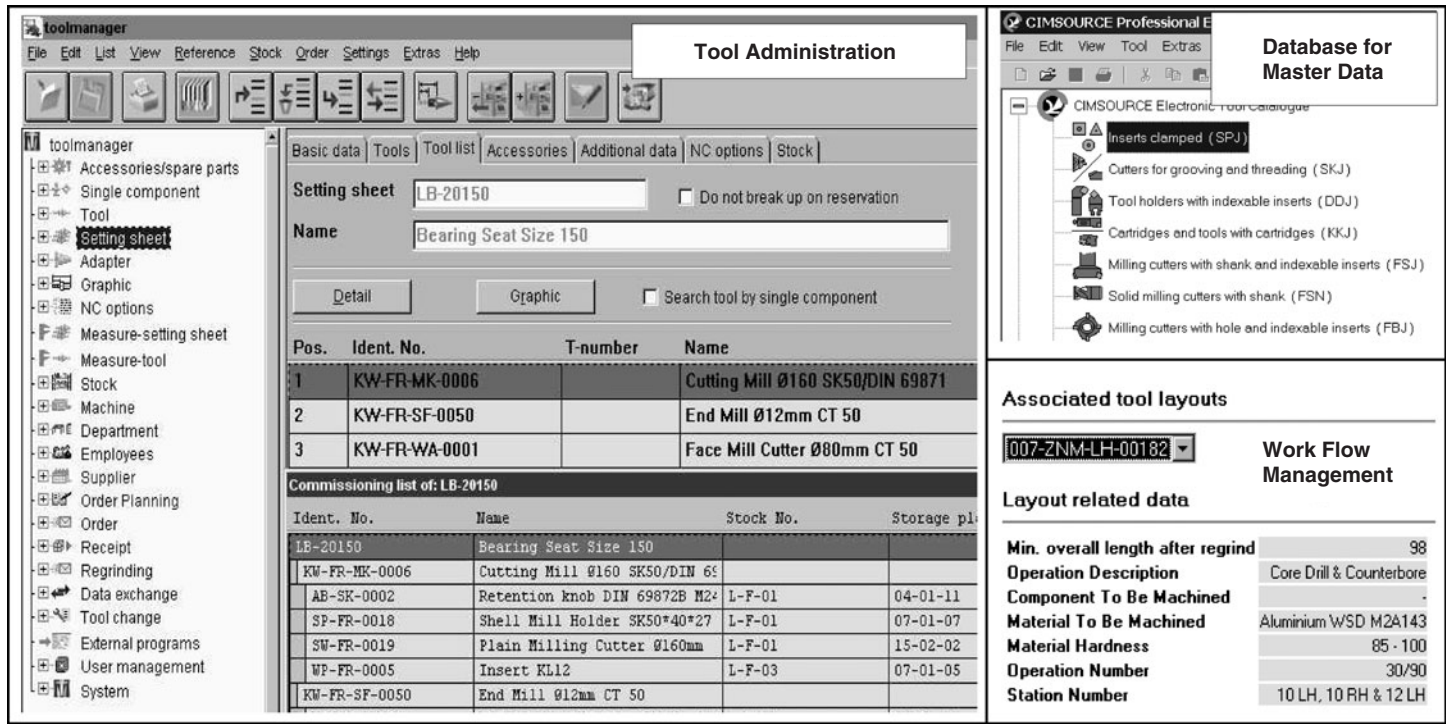 toolmanager
File Edit List View Reference Stock Order Settings Extras Help
Tool Administration
toolmanager
Accessories/spare parts
Single component
Tool
Setting sheet
Adapter
Graphic
NC options
Measure-setting sheet
Measure-tool
Stock
Machine
Department
Employees
Supplier
Order Planning
Order
Receipt
Regrinding
Data exchange
Tool change
External programs
User management
System
Basic data Tools Tool list Accessories Additional data NC options Stock
Setting sheet LB-20150 Do not break up on reservation
Name Bearing Seat Size 150
Detail Graphic Search tool by single component
Pos. Ident. No. T-number Name
1 KW-FR-MK-0006 Cutting Mill Ø160 SK50/DIN 69871
2 KW-FR-SF-0050 End Mill Ø12mm CT 50
3 KW-FR-WA-0001 Face Mill Cutter Ø80mm CT 50
Commissioning list of: LB-20150
Ident. No. Name Stock No. Storage pl
LB-20150 Bearing Seat Size 150
KW-FR-MK-0006 Cutting Mill Ø160 SK50/DIN 69
AB-SK-0002 Retention knob DIN 69872B M24 L-F-01 04-01-11
SP-FR-0018 Shell Mill Holder SK50*40*27 L-F-01 07-01-07
SW-FR-0019 Plain Milling Cutter Ø160mm L-F-01 15-02-02
WP-FR-0005 Insert KL12 L-F-03 07-01-05
KW-FR-SF-0050 End Mill Ø12mm CT 50
CIMSOURCE Professional E
File Edit View Tool Extras
Database for
Master Data
CIMSOURCE Electronic Tool Catalogue
Inserts clamped (SPJ)
Cutters for grooving and threading (SKJ)
Tool holders with indexable inserts (DDJ)
Cartridges and tools with cartridges (KKJ)
Milling cutters with shank and indexable inserts (FSJ)
Solid milling cutters with shank (FSN)
Milling cutters with hole and indexable inserts (FBJ)
Associated tool layouts
007-ZNM-LH-00182
Work Flow
Management
Layout related data
Min. overall length after regrind 98
Operation Description Core Drill & Counterbore
Component To Be Machined -
Material To Be Machined Aluminium WSD M2A143
Material Hardness 85 - 100
Operation Number 30/90
Station Number 10 LH, 10 RH & 12 LH